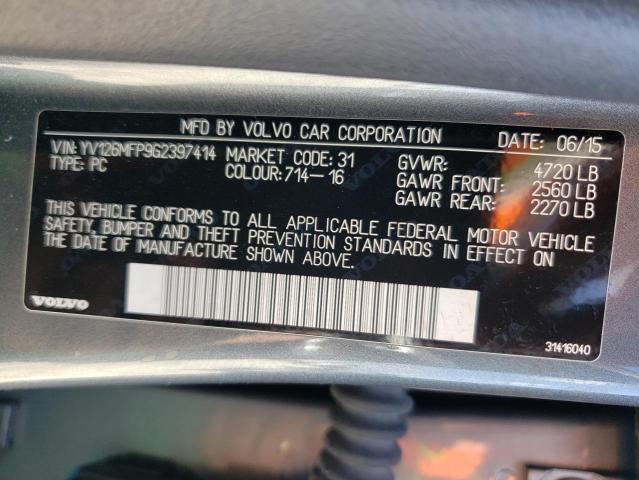 MFD BY VOLVO CAR CORPORATION DATE: 06/15
VIN: YV126MFP9G2397414 MARKET CODE: 31 GVWR: 4720 LB
TYPE: PC COLOUR: 714-16 GAWR FRONT: 2560 LB
GAWR REAR: 2270 LB
THIS VEHICLE CONFORMS TO ALL APPLICABLE FEDERAL MOTOR VEHICLE
SAFETY, BUMPER AND THEFT PREVENTION STANDARDS IN EFFECT ON
THE DATE OF MANUFACTURE SHOWN ABOVE.
VOLVO
31416040